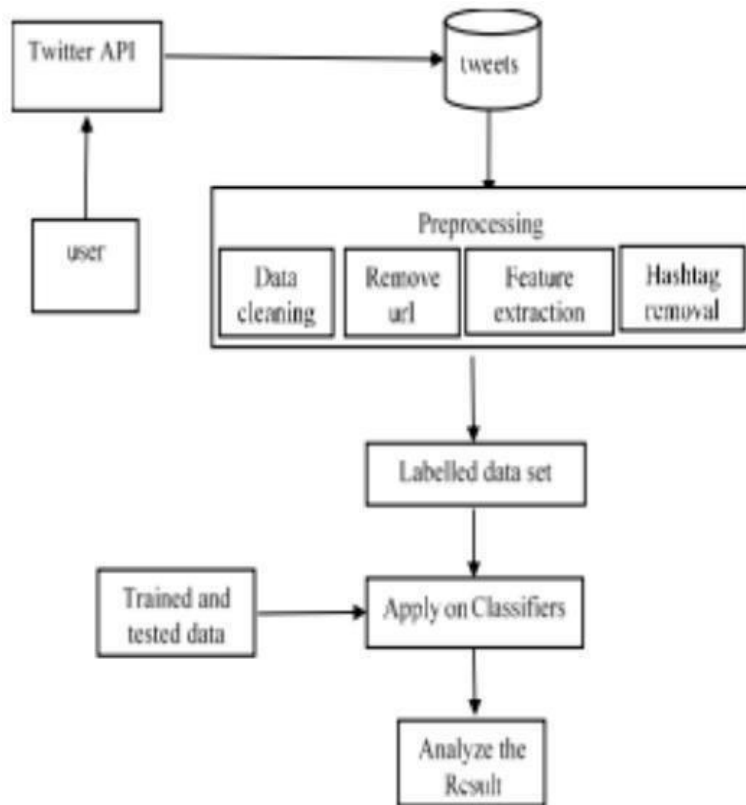 Twitter API
tweets
user
Preprocessing
Data
cleaning
Remove
url
Feature
extraction
Hashtag
removal
Labelled data set
Trained and
tested data
Apply on Classifiers
Analyze the
Result